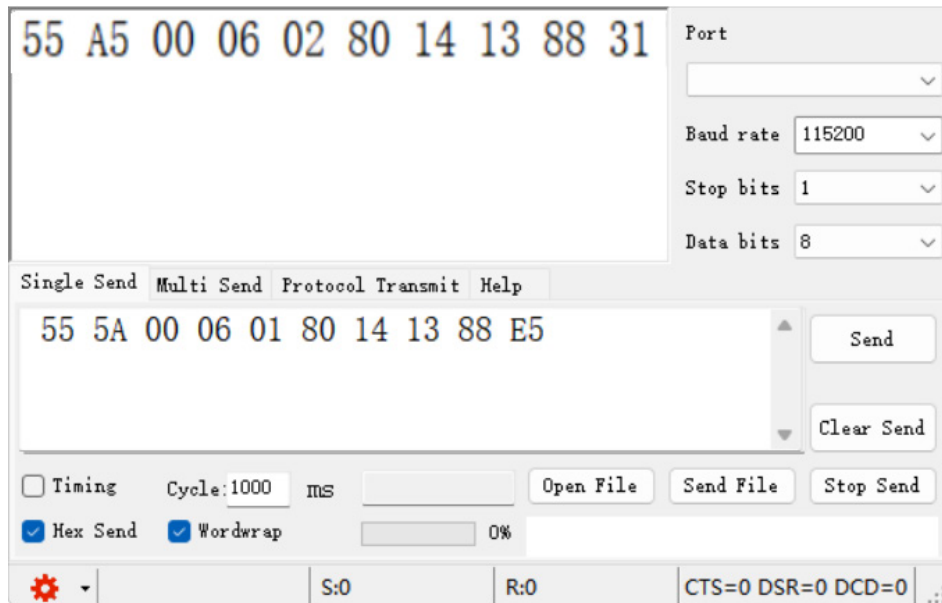 55 A5 00 06 02 80 14 13 88 31
Port
Baud rate 115200
Stop bits 1
Data bits 8
Single Send Multi Send Protocol Transmit Help
55 5A 00 06 01 80 14 13 88 E5
Send
Clear Send
Timing Cycle:1000 ms Open File Send File Stop Send
Hex Send Wordwrap 0%
S:0 R:0 CTS=0 DSR=0 DCD=0